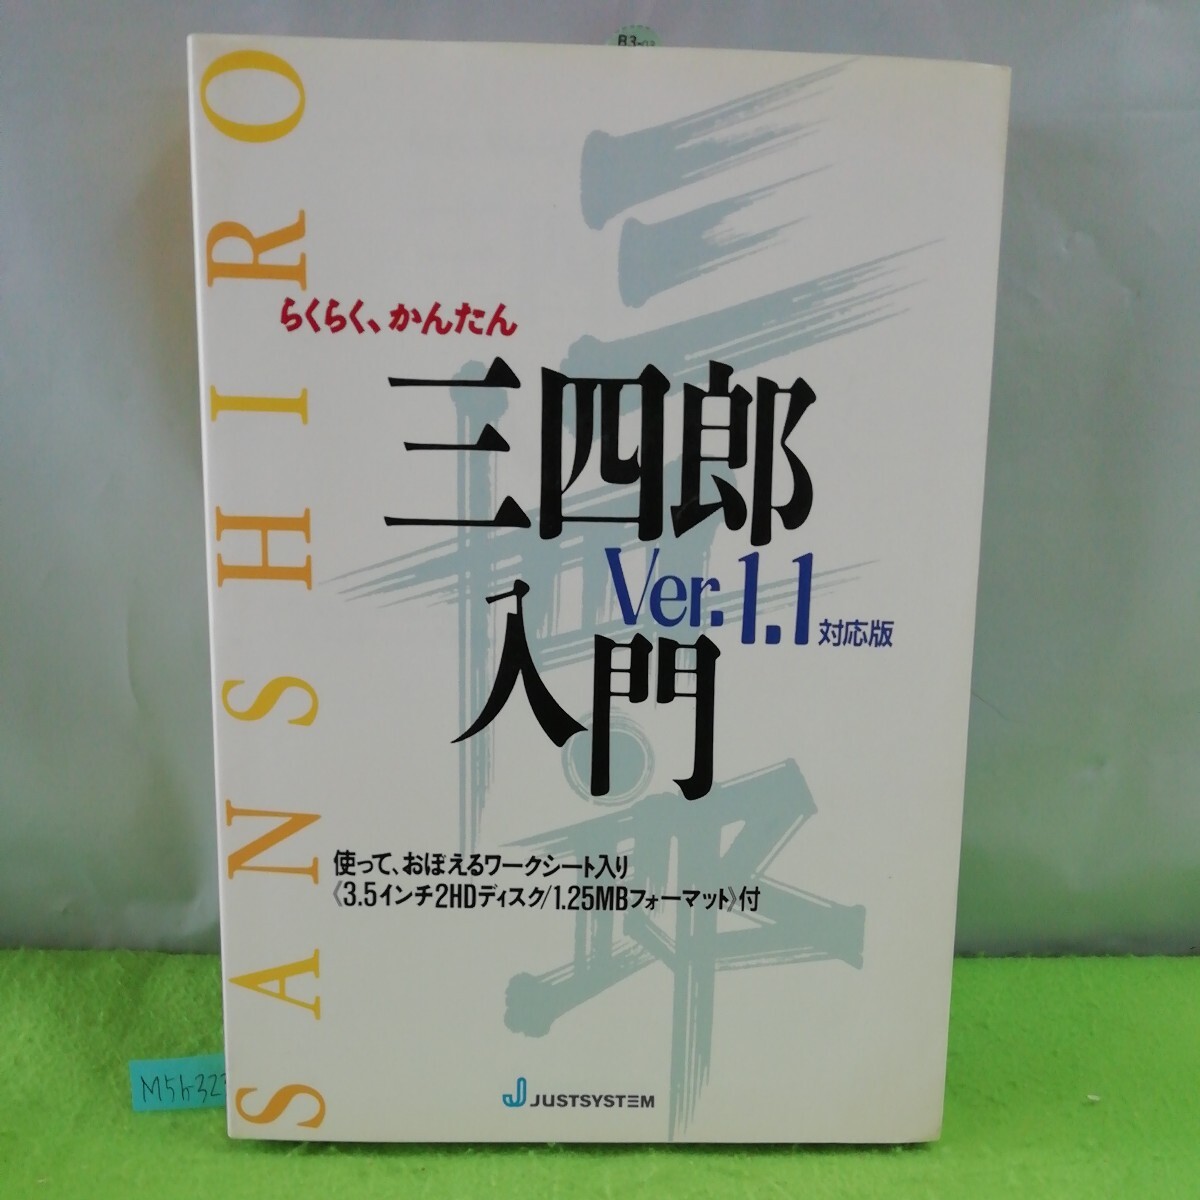 B3-03
SANSHIRO
らくらく、かんたん
三四郎
Ver.1.1対応版
入門
使って、おぼえるワークシート入り
《3.5インチ2HDディスク/1.25MBフォーマット》付
JUSTSYSTEM